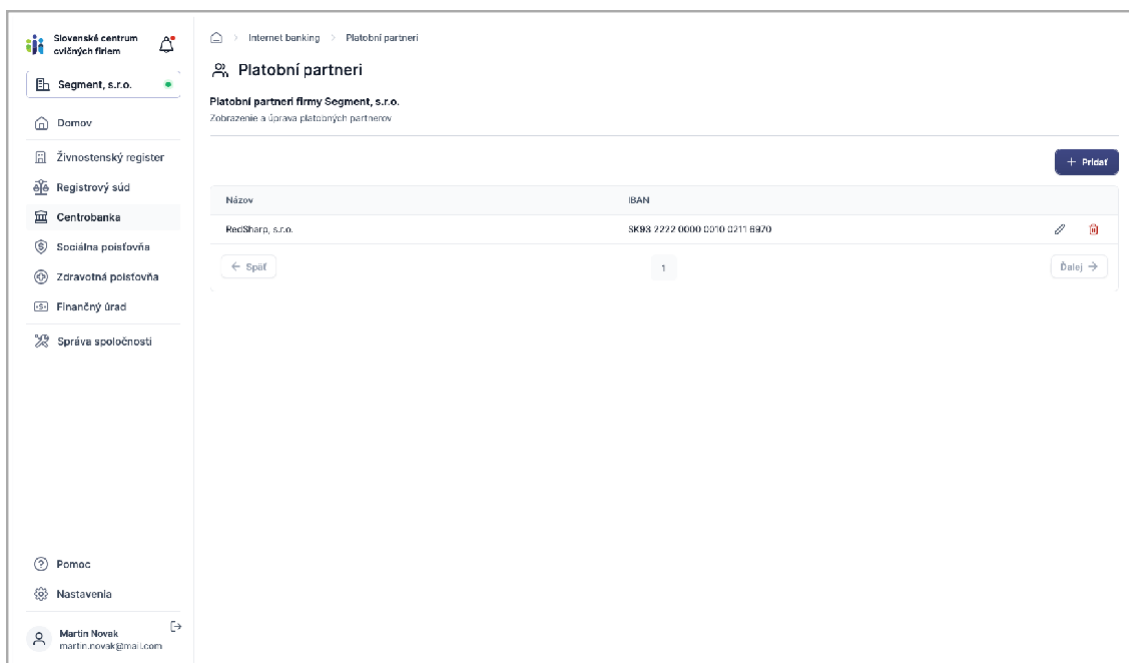 Slovenské centrum
cvičných firiem
Segment, s.r.o.
Domov
Živnostenský register
Registrový súd
Centrobanka
Sociálna poisťovňa
Zdravotná poisťovňa
Finančný úrad
Správa spoločnosti
Pomoc
Nastavenia
Martin Novak
martin.novak@mail.com
Internet banking > Platobní partneri
Platobní partneri
Platobní partneri firmy Segment, s.r.o.
Zobrazenie a úprava platobných partnerov
+ Pridať
Názov IBAN
RedSharp, s.r.o. SK93 2222 0000 0010 0211 6970
← Späť 1 Ďalej →